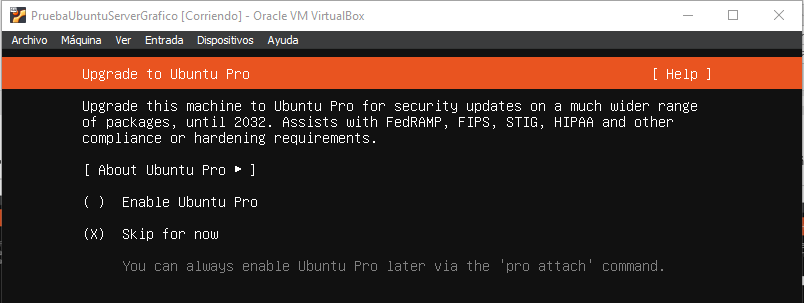 PruebaUbuntuServerGrafico [Corriendo] - Oracle VM VirtualBox
Archivo Máquina Ver Entrada Dispositivos Ayuda
Upgrade to Ubuntu Pro [ Help ]
Upgrade this machine to Ubuntu Pro for security updates on a much wider range
of packages, until 2032. Assists with FedRAMP, FIPS, STIG, HIPAA and other
compliance or hardening requirements.
[ About Ubuntu Pro ► ]
( ) Enable Ubuntu Pro
(X) Skip for now
You can always enable Ubuntu Pro later via the 'pro attach' command.